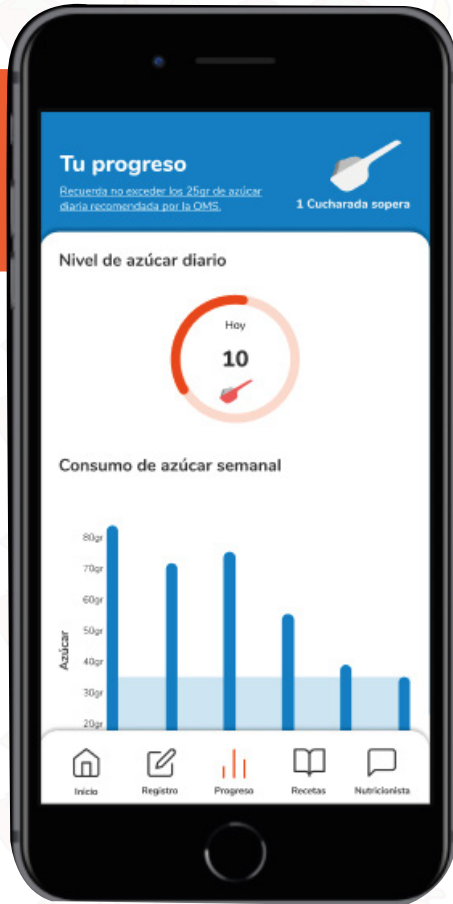 Tu progreso
Recuerda no exceder los 25gr de azúcar
diaria recomendada por la OMS.
1 Cucharada sopera
Nivel de azúcar diario
Hoy
10
Consumo de azúcar semanal
Azúcar
80gr
70gr
60gr
50gr
40gr
30gr
20gr
Inicio
Registro
Progreso
Recetas
Nutricionista